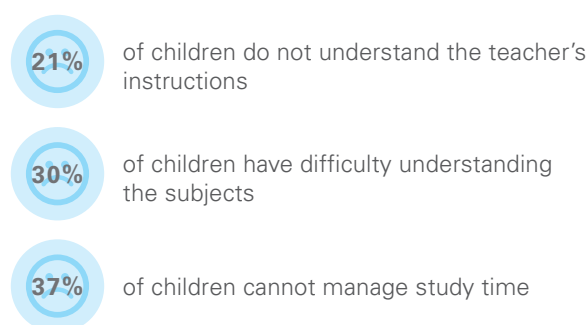 21%
of children do not understand the teacher’s
instructions
30%
of children have difficulty understanding
the subjects
37%
of children cannot manage study time